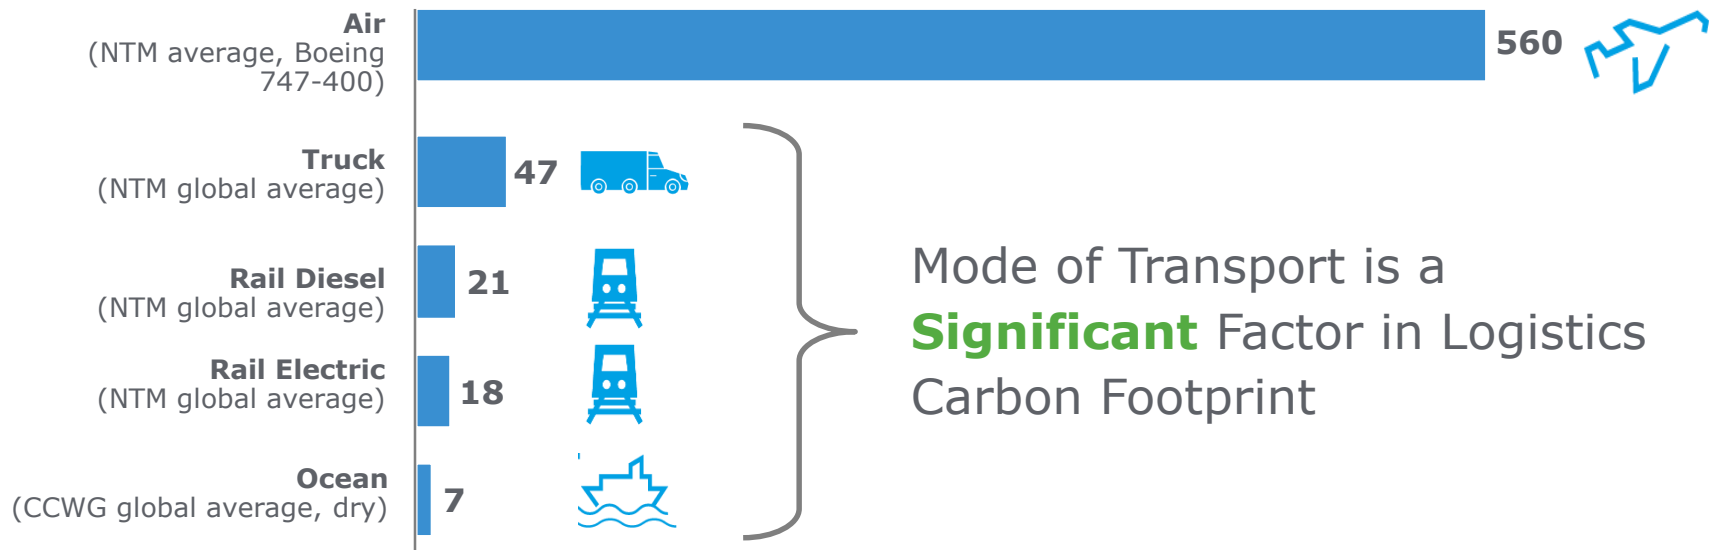 Air
(NTM average, Boeing
747-400)
560
Truck
(NTM global average)
47
Rail Diesel
(NTM global average)
21
Rail Electric
(NTM global average)
18
Ocean
(CCWG global average, dry)
7
Mode of Transport is a
Significant Factor in Logistics
Carbon Footprint